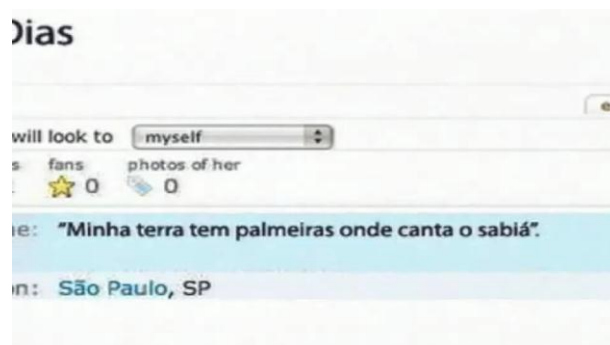 Dias
will look to myself
s fans photos of her
0 0
e: "Minha terra tem palmeiras onde canta o sabiá".
n: São Paulo, SP